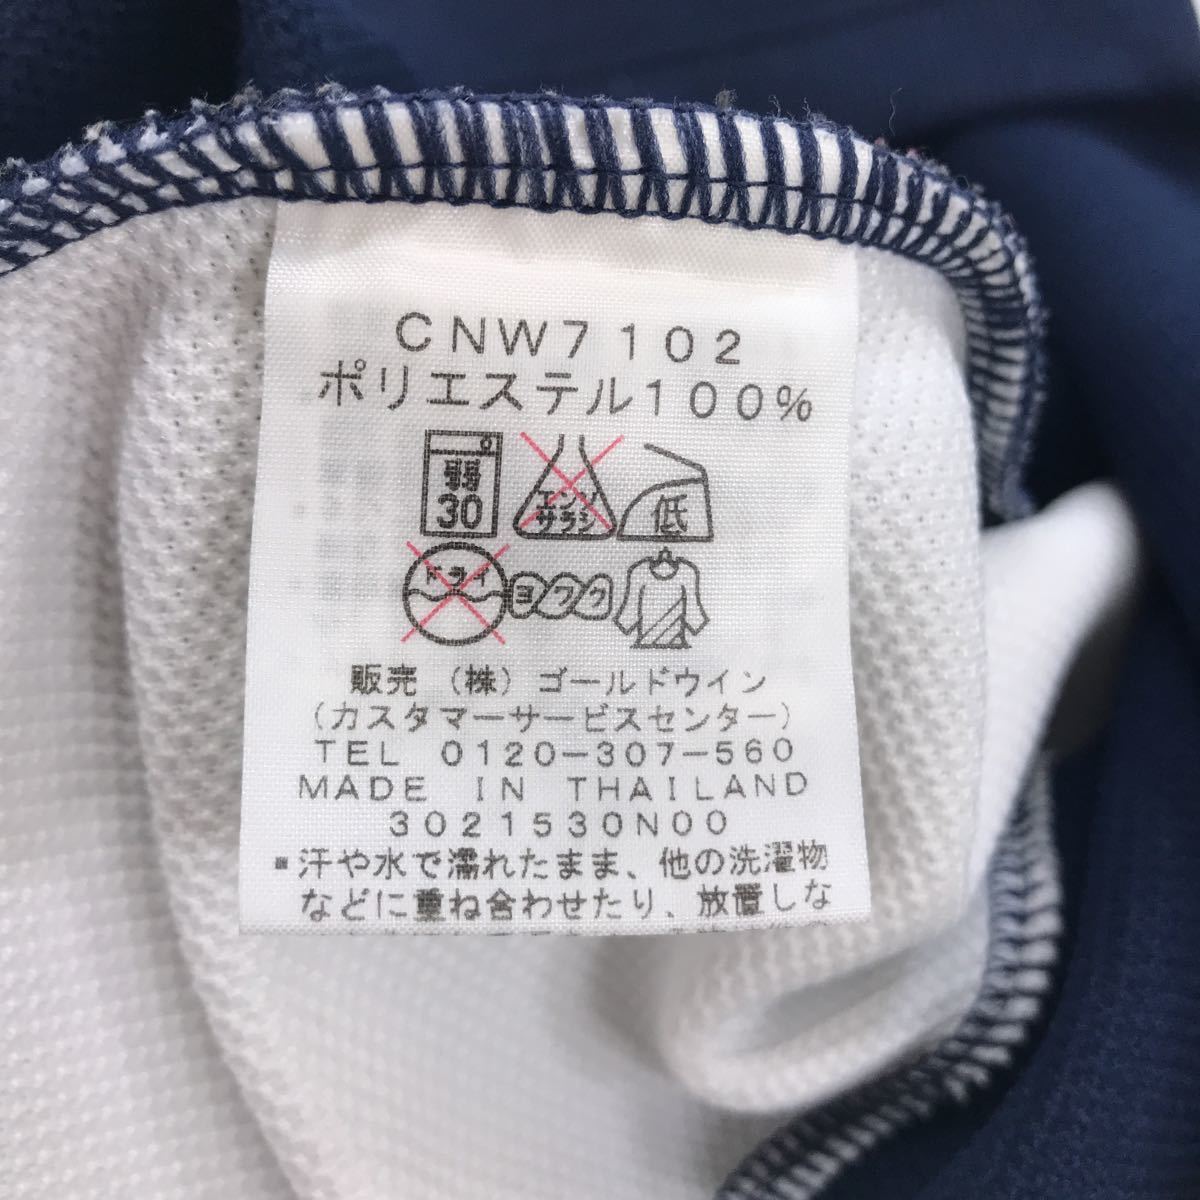 CNW7102
ポリエステル100%
弱 30 エンソ サラシ 低
ドライ ヨワク
販売 (株) ゴールドウイン
(カスタマーサービスセンター)
TEL 0120-307-560
MADE IN THAILAND
3021530N00
▪汗や水で濡れたまま、他の洗濯物
などに重ね合わせたり、放置しな